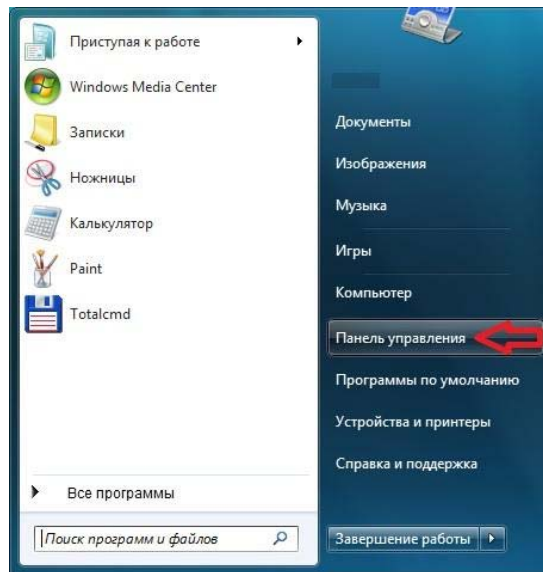 Приступая к работе
Windows Media Center
Записки
Ножницы
Калькулятор
Paint
Totalcmd
Все программы
Поиск программ и файлов
Документы
Изображения
Музыка
Игры
Компьютер
Панель управления
Программы по умолчанию
Устройства и принтеры
Справка и поддержка
Завершение работы